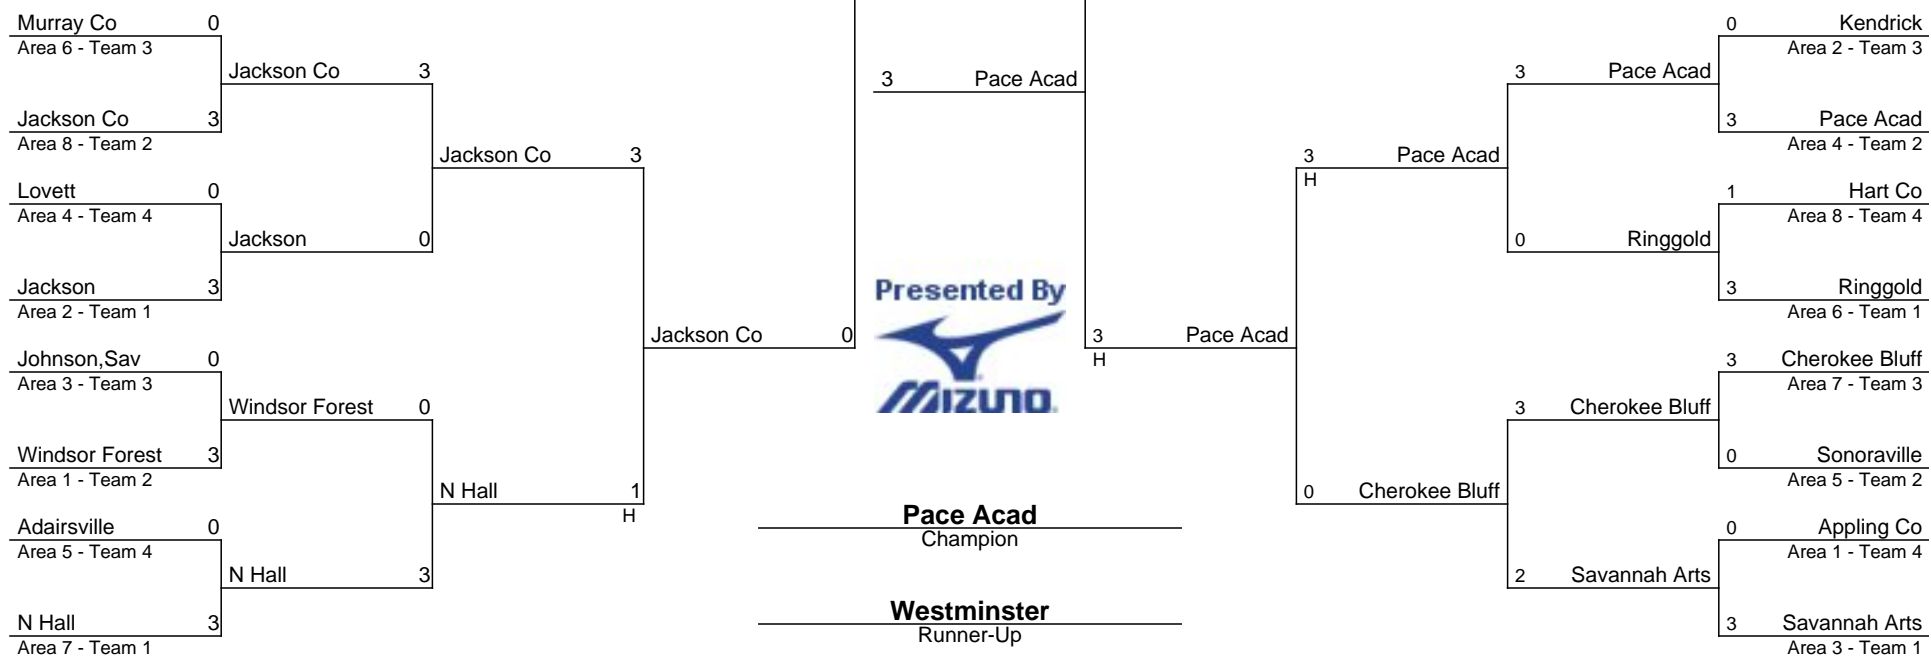 Murray Co 0
Area 6 - Team 3
Jackson Co 3
Area 8 - Team 2
Lovett 0
Area 4 - Team 4
Jackson 3
Area 2 - Team 1
Johnson,Sav 0
Area 3 - Team 3
Windsor Forest 3
Area 1 - Team 2
Adairsville 0
Area 5 - Team 4
N Hall 3
Area 7 - Team 1
Jackson Co 3
Jackson 0
Windsor Forest 0
N Hall 3
Jackson Co 3
N Hall 1
H
Jackson Co 0
3 Pace Acad
Presented By
MIZUNO
Pace Acad
Champion
Westminster
Runner-Up
3 Pace Acad
H
3 Pace Acad
H
0 Cherokee Bluff
3 Pace Acad
0 Ringgold
3 Cherokee Bluff
2 Savannah Arts
0 Kendrick
Area 2 - Team 3
3 Pace Acad
Area 4 - Team 2
1 Hart Co
Area 8 - Team 4
3 Ringgold
Area 6 - Team 1
3 Cherokee Bluff
Area 7 - Team 3
0 Sonoraville
Area 5 - Team 2
0 Appling Co
Area 1 - Team 4
3 Savannah Arts
Area 3 - Team 1